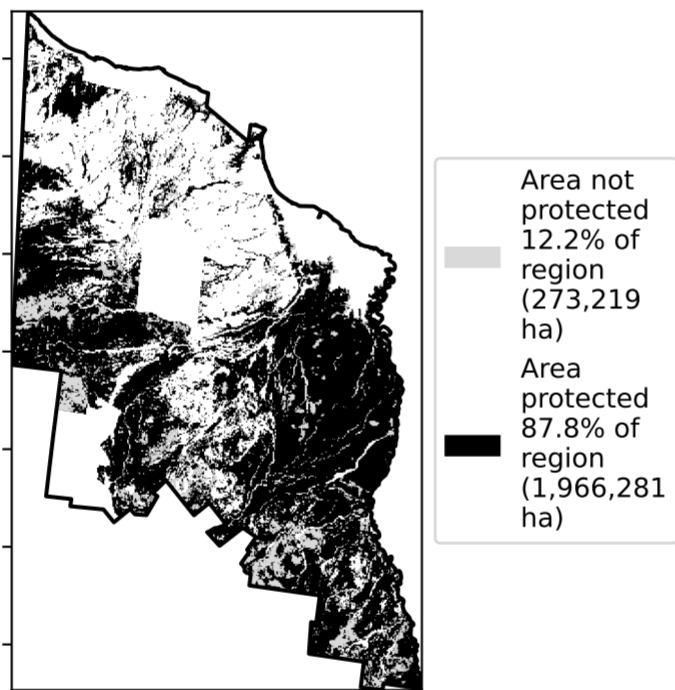 Area not
protected
12.2% of
region
(273,219
ha)
Area
protected
87.8% of
region
(1,966,281
ha)